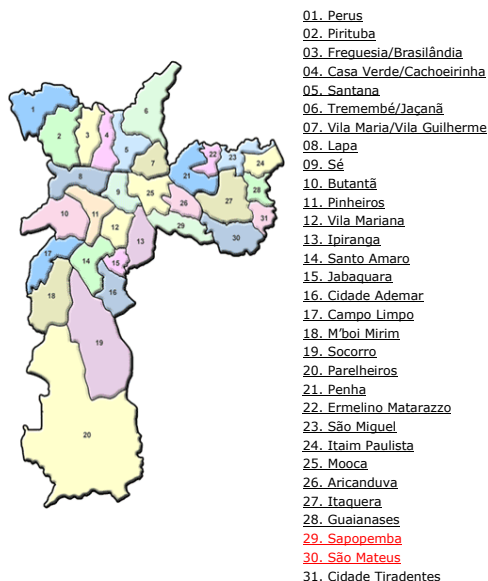 01. Perus
02. Pirituba
03. Freguesia/Brasilândia
04. Casa Verde/Cachoeirinha
05. Santana
06. Tremembé/Jaçanã
07. Vila Maria/Vila Guilherme
08. Lapa
09. Sé
10. Butantã
11. Pinheiros
12. Vila Mariana
13. Ipiranga
14. Santo Amaro
15. Jabaquara
16. Cidade Ademar
17. Campo Limpo
18. M'boi Mirim
19. Socorro
20. Parelheiros
21. Penha
22. Ermelino Matarazzo
23. São Miguel
24. Itaim Paulista
25. Mooca
26. Aricanduva
27. Itaquera
28. Guaianases
29. Sapopemba
30. São Mateus
31. Cidade Tiradentes
6
1
2
3
4
5
7
22
23
24
21
8
9
25
26
27
28
10
11
12
13
29
31
30
17
14
15
16
18
19
20